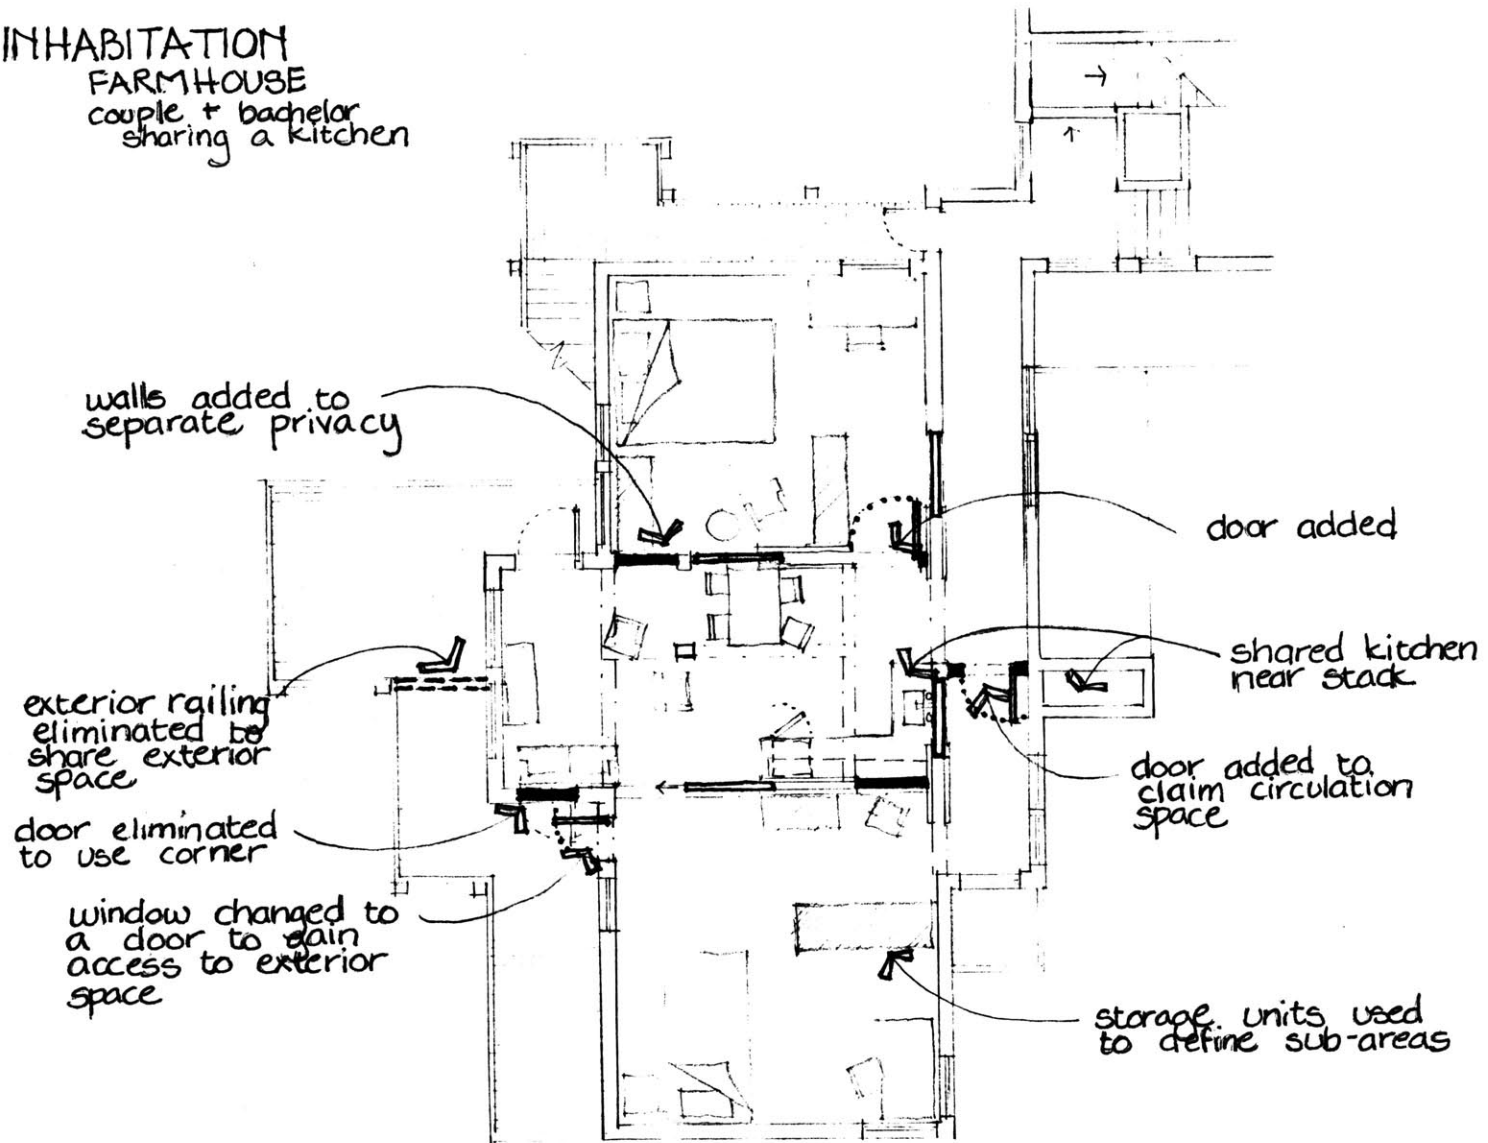 INHABITATION
FARMHOUSE
couple + bachelor
sharing a kitchen
walls added to
separate privacy
door added
shared kitchen
near stack
exterior railing
eliminated to
share exterior
space
door added to
claim circulation
space
door eliminated
to use corner
window changed to
a door to gain
access to exterior
space
storage units used
to define sub-areas